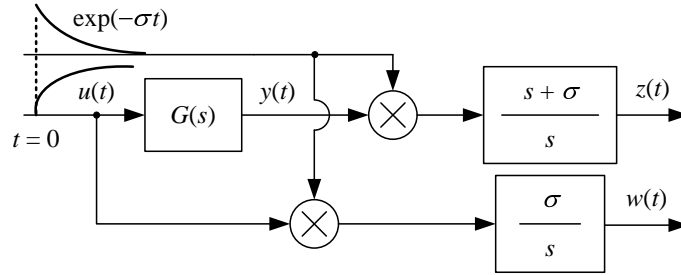 exp(−σt)
u(t)
G(s)
y(t)
s + σ
s
z(t)
t = 0
σ
s
w(t)